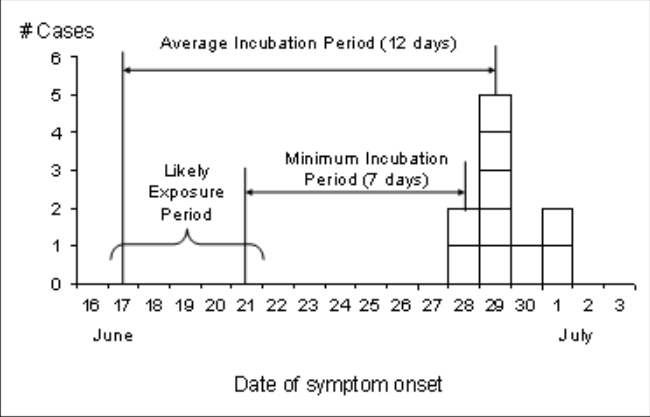 # Cases
Average Incubation Period (12 days)
6
5
4
3
2
1
0
Minimum Incubation
Period (7 days)
Likely
Exposure
Period
16 17 18 19 20 21 22 23 24 25 26 27 28 29 30 1 2 3
June July
Date of symptom onset